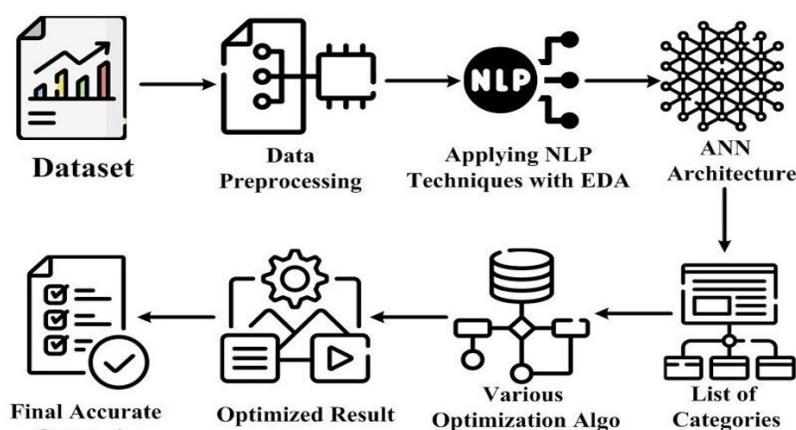 NLP
Dataset
Data
Preprocessing
Applying NLP
Techniques with EDA
ANN
Architecture
Final Accurate
Optimized Result
Various
Optimization Algo
List of
Categories